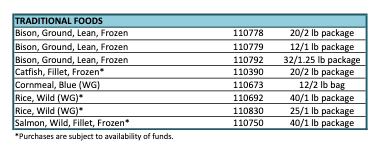 TRADITIONAL FOODS
Bison, Ground, Lean, Frozen 110778 20/2 lb package
Bison, Ground, Lean, Frozen 110779 12/1 lb package
Bison, Ground, Lean, Frozen 110792 32/1.25 lb package
Catfish, Fillet, Frozen* 110390 20/2 lb package
Cornmeal, Blue (WG) 110673 12/2 lb bag
Rice, Wild (WG)* 110692 40/1 lb package
Rice, Wild (WG)* 110830 25/1 lb package
Salmon, Wild, Fillet, Frozen* 110750 40/1 lb package
*Purchases are subject to availability of funds.